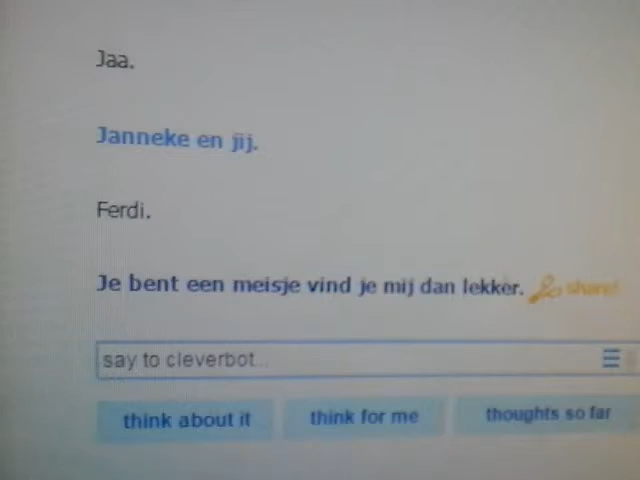 Jaa.
Janneke en jij.
Ferdi.
Je bent een meisje vind je mij dan lekker. share!
say to cleverbot...
think about it think for me thoughts so far